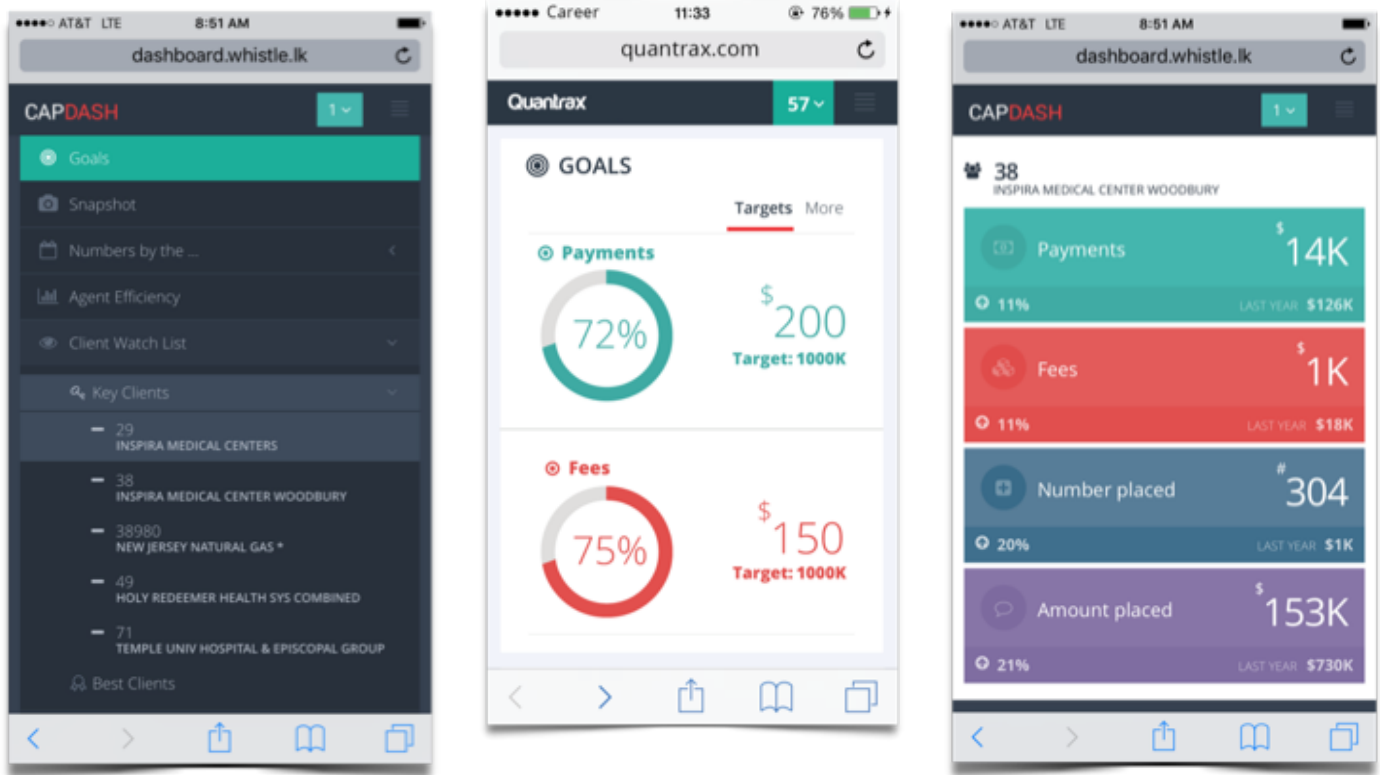 AT&T LTE 8:51 AM
dashboard.whistle.lk
CAPDASH 1
Goals
Snapshot
Numbers by the ...
Agent Efficiency
Client Watch List
Key Clients
29
INSPIRA MEDICAL CENTERS
38
INSPIRA MEDICAL CENTER WOODBURY
38980
NEW JERSEY NATURAL GAS *
49
HOLY REDEEMER HEALTH SYS COMBINED
71
TEMPLE UNIV HOSPITAL & EPISCOPAL GROUP
Best Clients
Career 11:33 76%
quantrax.com
Quantrax 57
GOALS
Targets More
Payments
72% $200
Target: 1000K
Fees
75% $150
Target: 1000K
AT&T LTE 8:51 AM
dashboard.whistle.lk
CAPDASH 1
38
INSPIRA MEDICAL CENTER WOODBURY
Payments $14K
11% LAST YEAR $126K
Fees $1K
11% LAST YEAR $18K
Number placed #304
20% LAST YEAR $1K
Amount placed $153K
21% LAST YEAR $730K